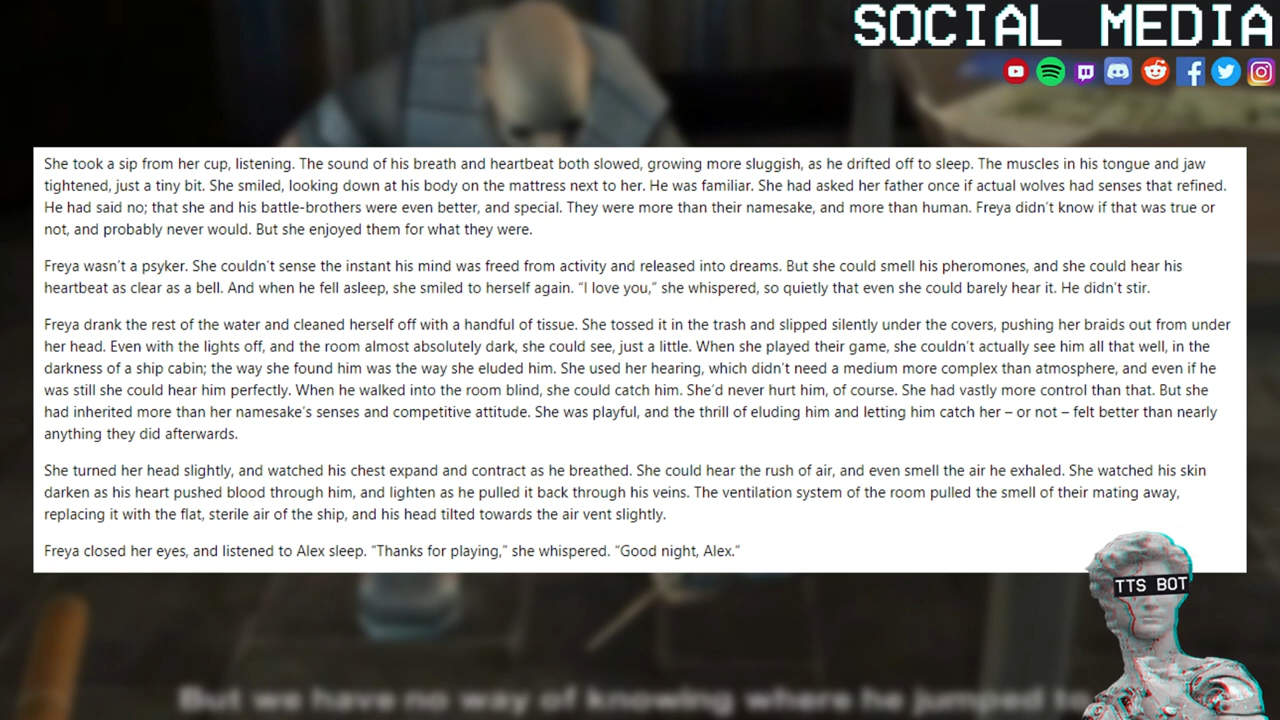 SOCIAL MEDIA
She took a sip from her cup, listening. The sound of his breath and heartbeat both slowed, growing more sluggish, as he drifted off to sleep. The muscles in his tongue and jaw
tightened, just a tiny bit. She smiled, looking down at his body on the mattress next to her. He was familiar. She had asked her father once if actual wolves had senses that refined.
He had said no; that she and his battle-brothers were even better, and special. They were more than their namesake, and more than human. Freya didn’t know if that was true or
not, and probably never would. But she enjoyed them for what they were.
Freya wasn’t a psyker. She couldn’t sense the instant his mind was freed from activity and released into dreams. But she could smell his pheromones, and she could hear his
heartbeat as clear as a bell. And when he fell asleep, she smiled to herself again. “I love you,” she whispered, so quietly that even she could barely hear it. He didn’t stir.
Freya drank the rest of the water and cleaned herself off with a handful of tissue. She tossed it in the trash and slipped silently under the covers, pushing her braids out from under
her head. Even with the lights off, and the room almost absolutely dark, she could see, just a little. When she played their game, she couldn’t actually see him all that well, in the
darkness of a ship cabin; the way she found him was the way she eluded him. She used her hearing, which didn’t need a medium more complex than atmosphere, and even if he
was still she could hear him perfectly. When he walked into the room blind, she could catch him. She’d never hurt him, of course. She had vastly more control than that. But she
had inherited more than her namesake’s senses and competitive attitude. She was playful, and the thrill of eluding him and letting him catch her – or not – felt better than nearly
anything they did afterwards.
She turned her head slightly, and watched his chest expand and contract as he breathed. She could hear the rush of air, and even smell the air he exhaled. She watched his skin
darken as his heart pushed blood through him, and lighten as he pulled it back through his veins. The ventilation system of the room pulled the smell of their mating away,
replacing it with the flat, sterile air of the ship, and his head tilted towards the air vent slightly.
Freya closed her eyes, and listened to Alex sleep. “Thanks for playing,” she whispered. “Good night, Alex.”
TTS BOT
But we have no way of knowing where he jumped to